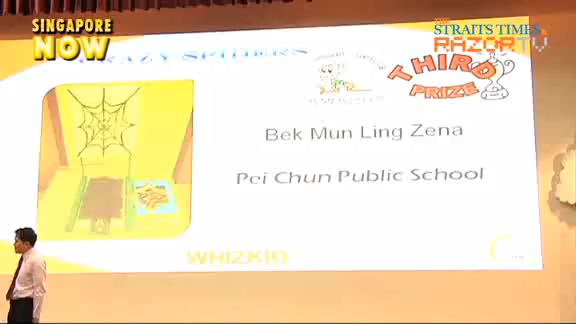 SINGAPORE
NOW
THE
STRAITS TIMES
RAZORTV
CRAZY SPIDERS
THIRD
PRIZE
Bek Mun Ling Zena
Pei Chun Public School
WHIZKID